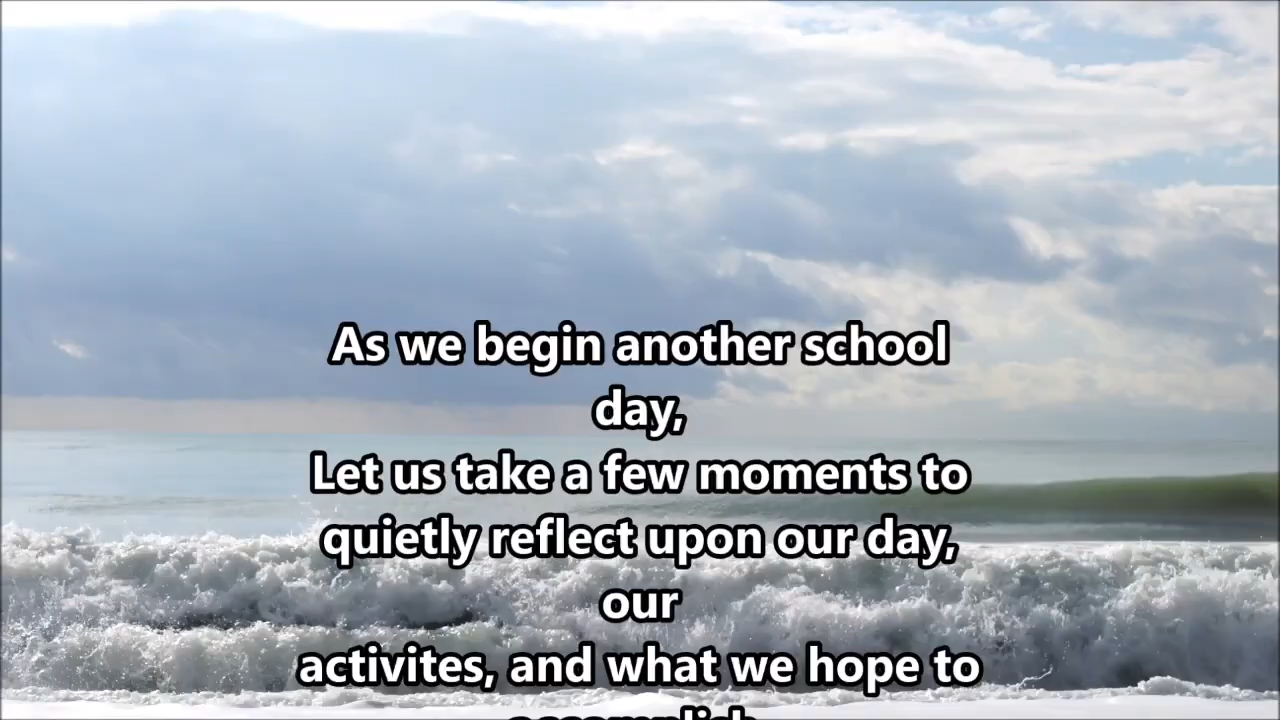 As we begin another school
day,
Let us take a few moments to
quietly reflect upon our day,
our
activites, and what we hope to
accomplish